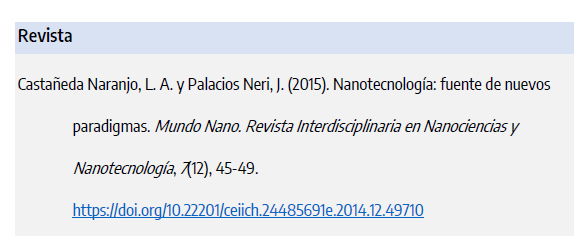 Revista
Castañeda Naranjo, L. A. y Palacios Neri, J. (2015). Nanotecnología: fuente de nuevos
paradigmas. Mundo Nano. Revista Interdisciplinaria en Nanociencias y
Nanotecnología, 7(12), 45-49.
https://doi.org/10.22201/ceiich.24485691e.2014.12.49710